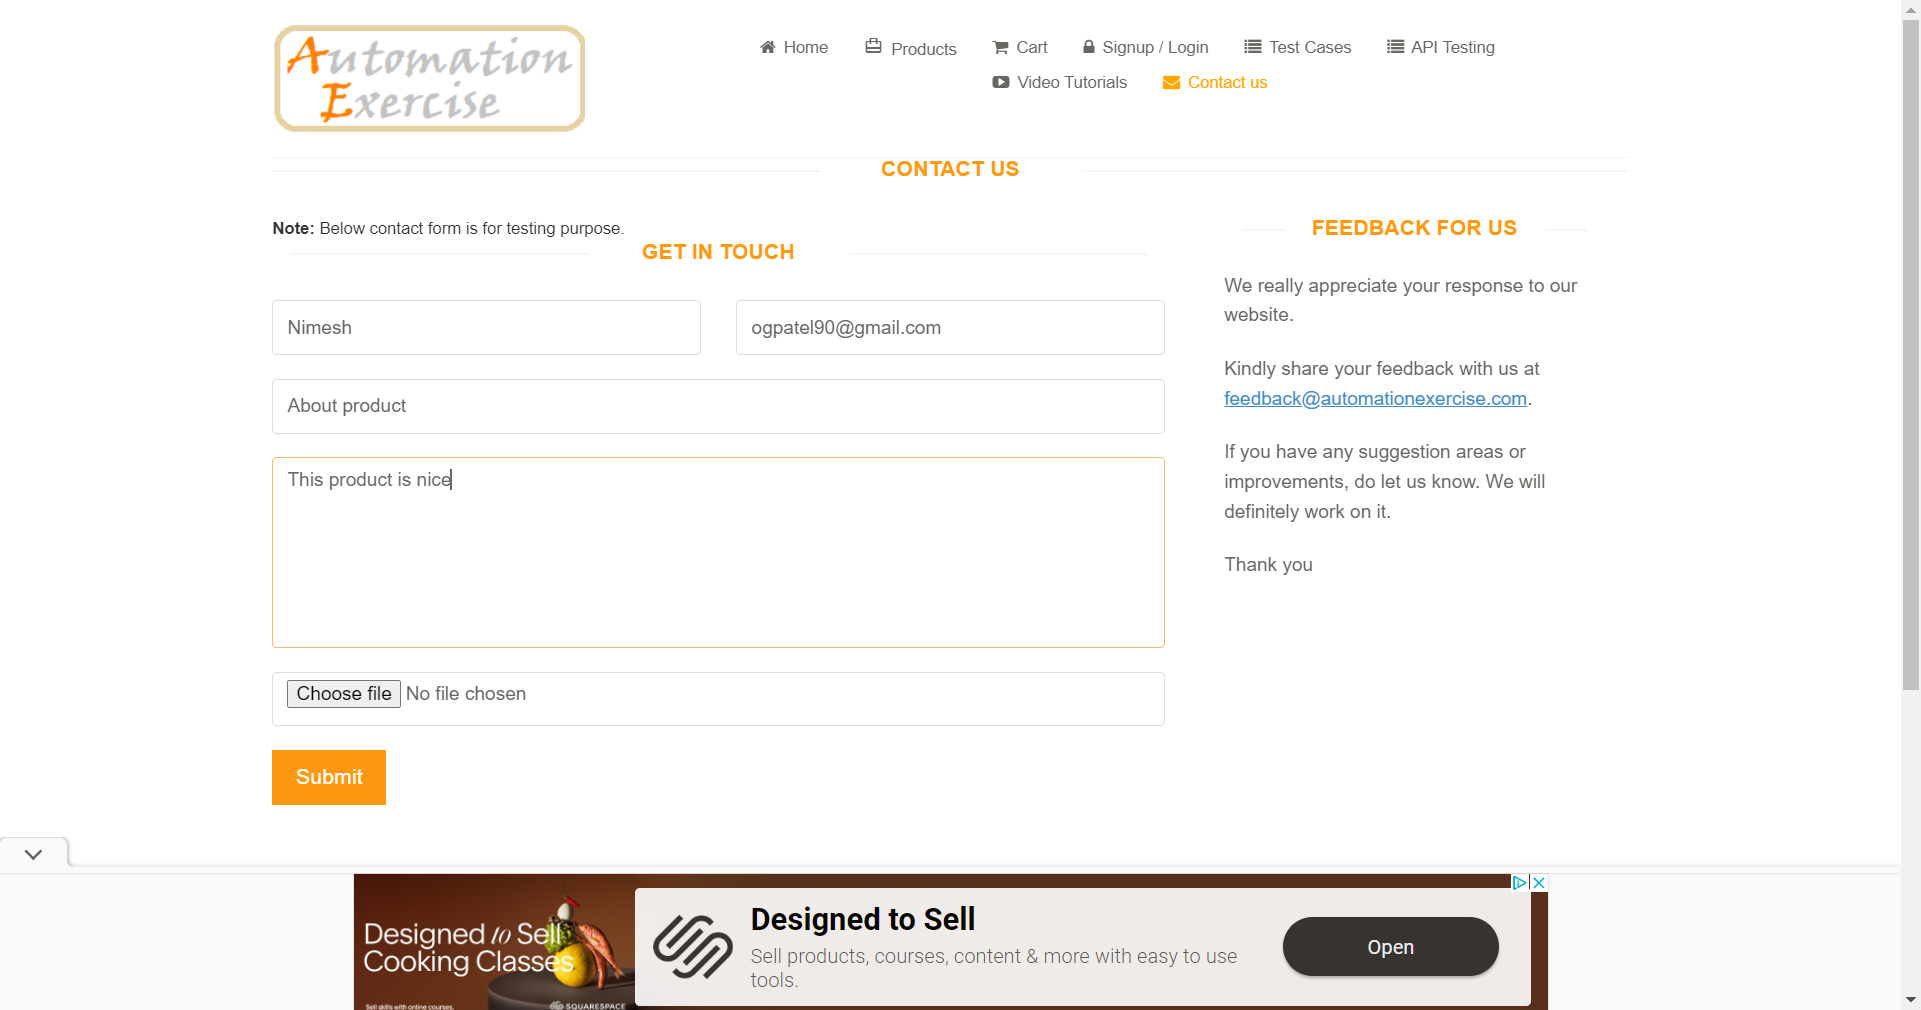 Automation
Exercise
Home
Products
Cart
Signup / Login
Test Cases
API Testing
Video Tutorials
Contact us
CONTACT US
Note: Below contact form is for testing purpose.
GET IN TOUCH
Nimesh
ogpatel90@gmail.com
About product
This product is nice
Choose file No file chosen
Submit
FEEDBACK FOR US
We really appreciate your response to our
website.
Kindly share your feedback with us at
feedback@automationexercise.com.
If you have any suggestion areas or
improvements, do let us know. We will
definitely work on it.
Thank you
Designed to Sell
Cooking Classes
Sell skills with online courses.
SQUARESPACE
Designed to Sell
Sell products, courses, content & more with easy to use
tools.
Open